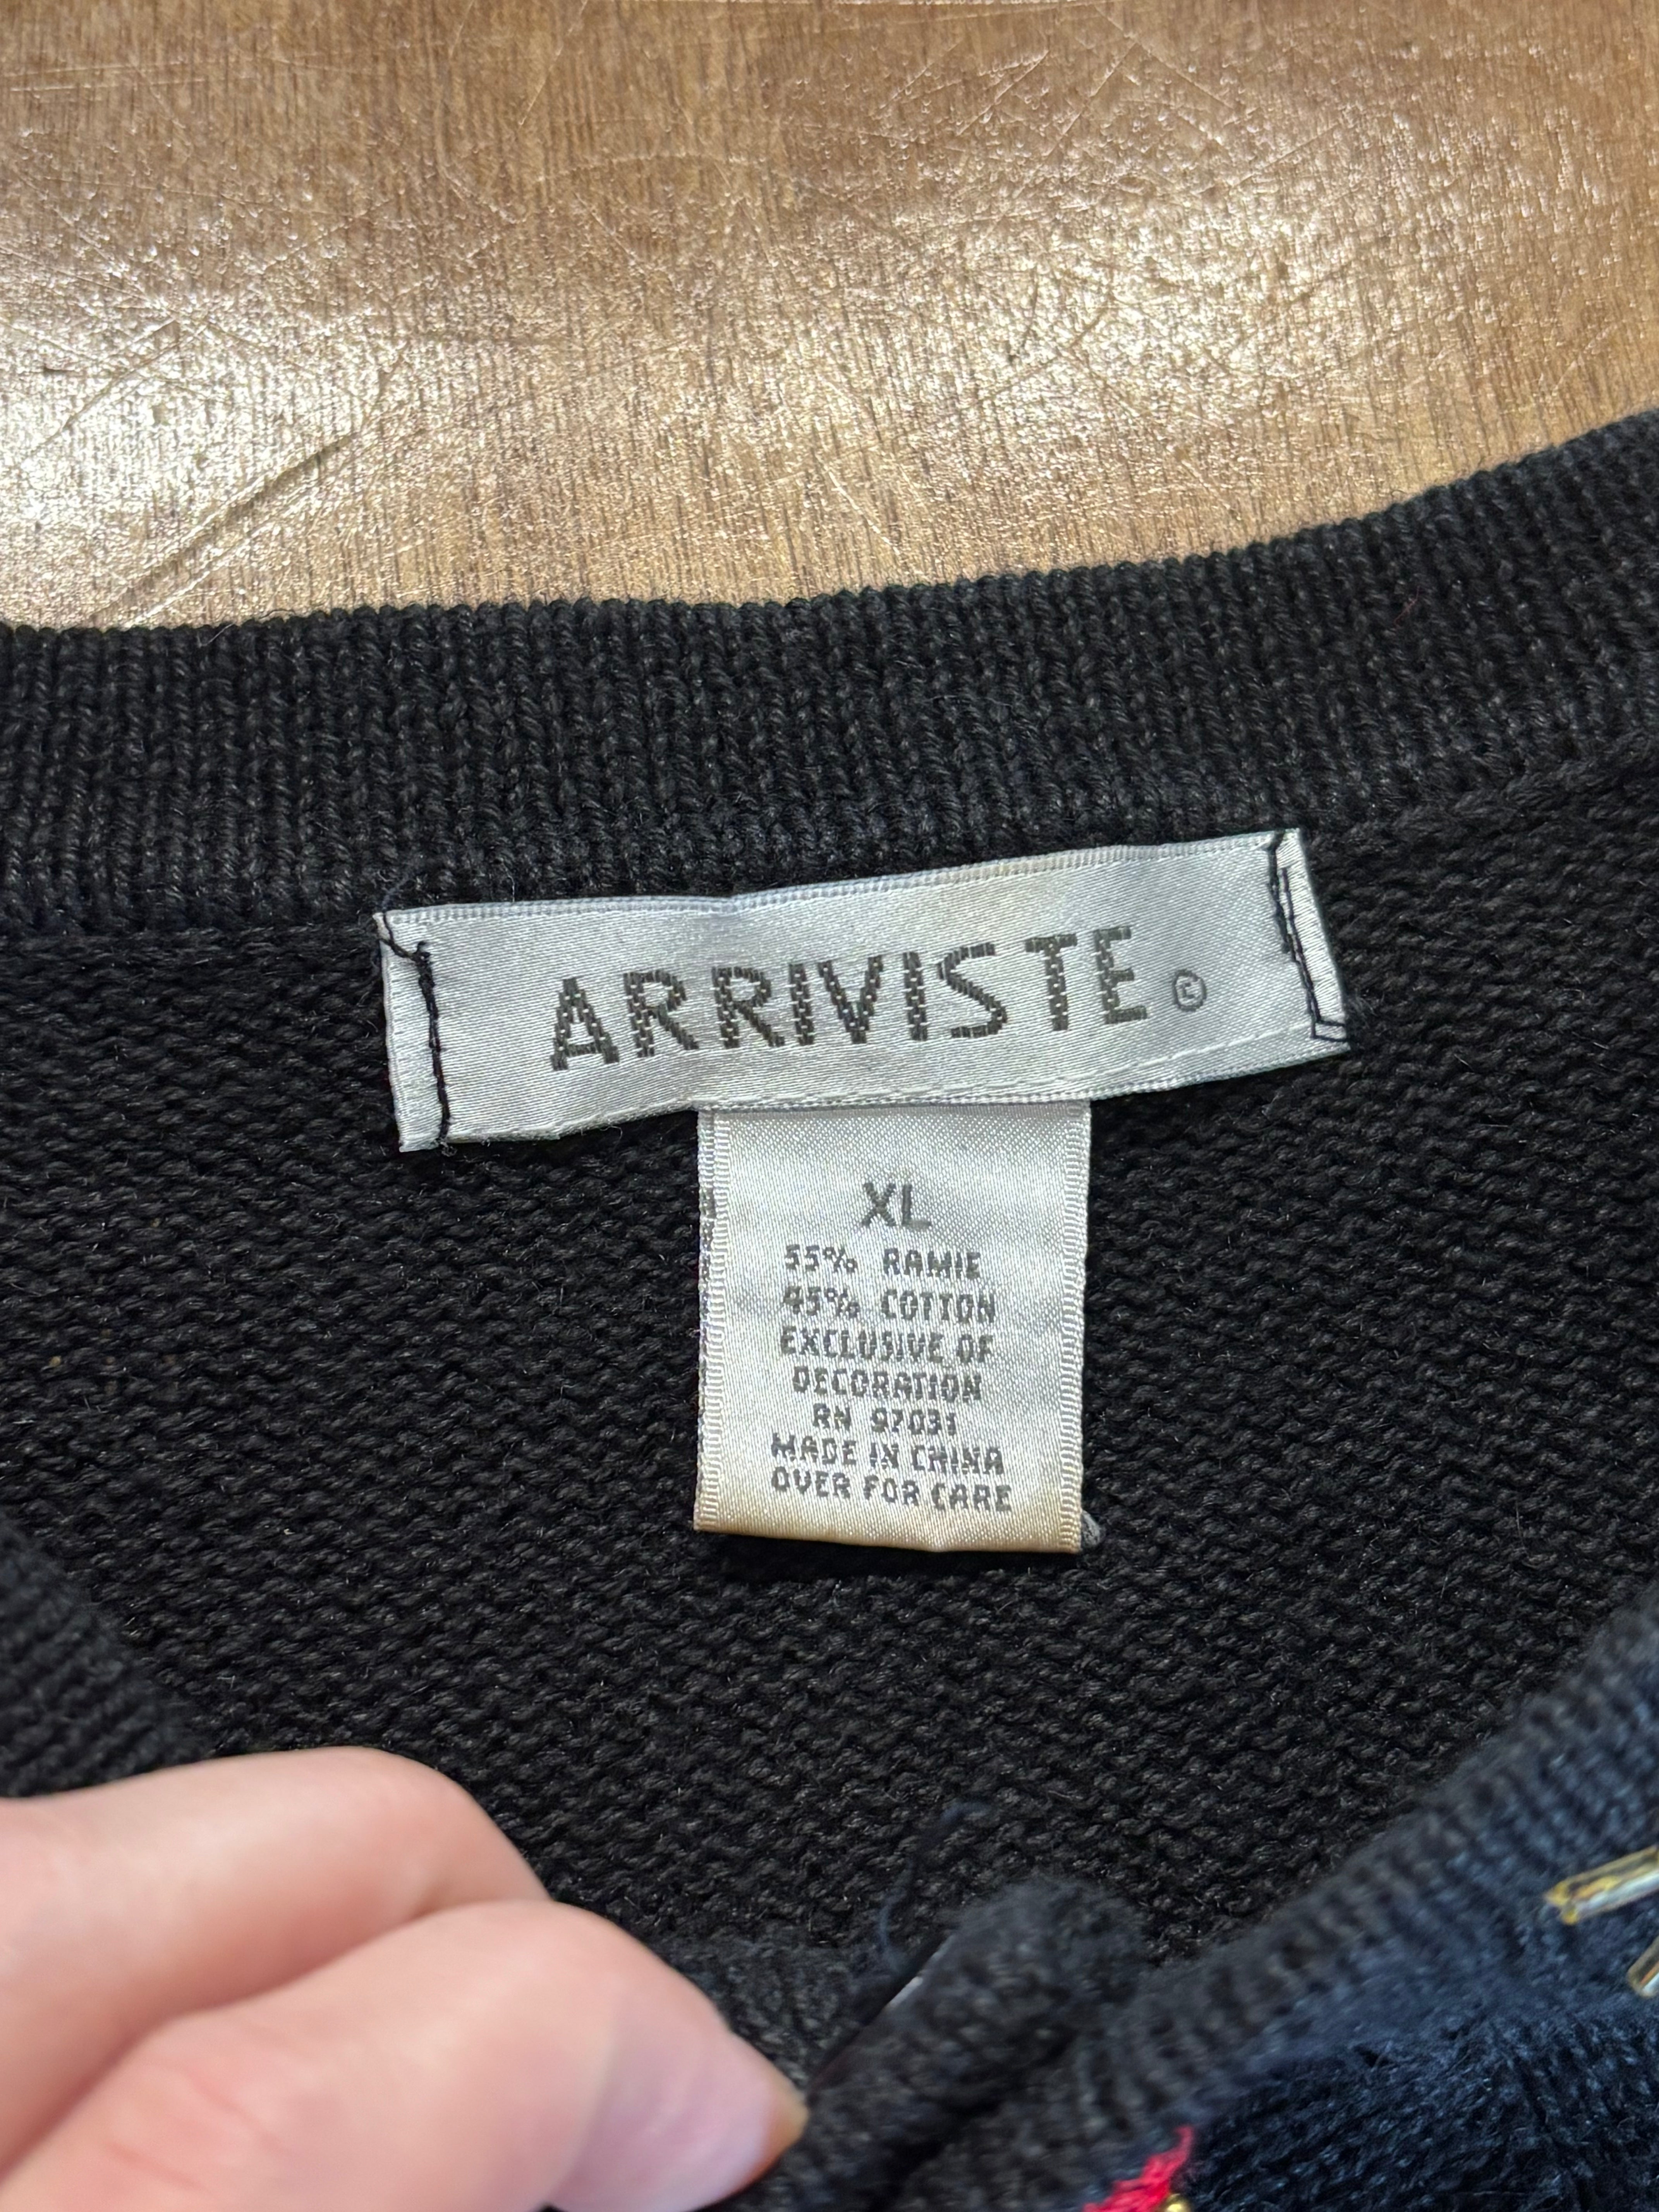 ARRIVISTE ©
XL
55% RAMIE
45% COTTON
EXCLUSIVE OF
DECORATION
RN 97031
MADE IN CHINA
OVER FOR CARE